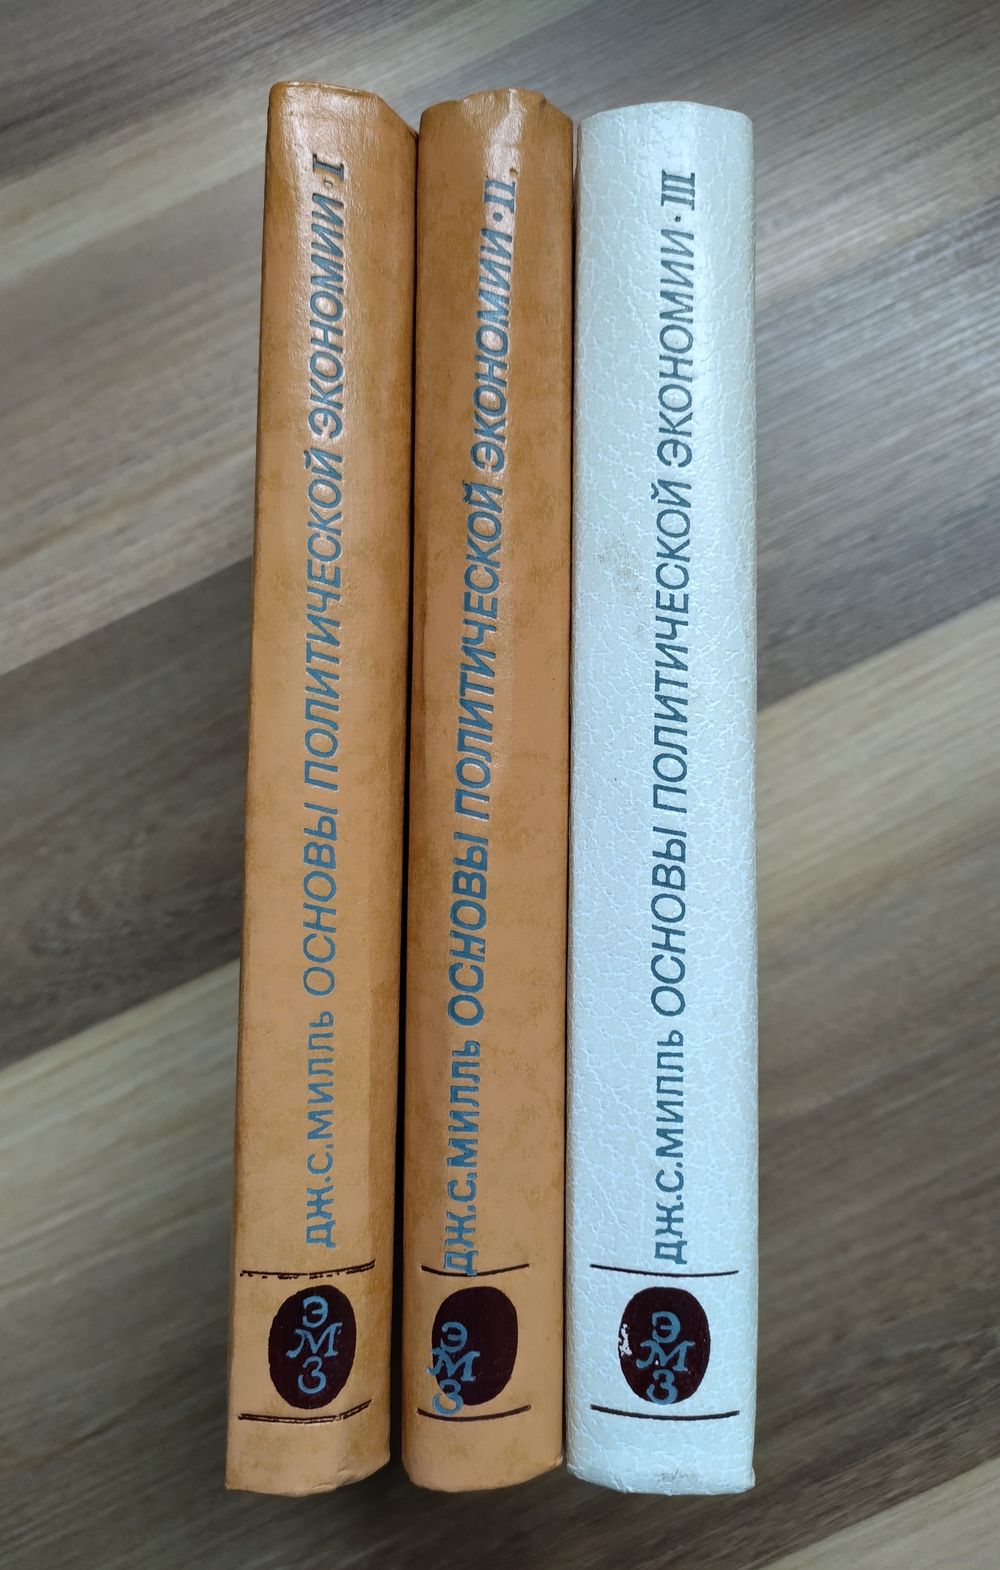 ДЖ.С.МИЛЛЬ ОСНОВЫ ПОЛИТИЧЕСКОЙ ЭКОНОМИИ·I
ЭМЗ
ДЖ.С.МИЛЛЬ ОСНОВЫ ПОЛИТИЧЕСКОЙ ЭКОНОМИИ·II
ЭМЗ
ДЖ.С.МИЛЛЬ ОСНОВЫ ПОЛИТИЧЕСКОЙ ЭКОНОМИИ·III
ЭМЗ